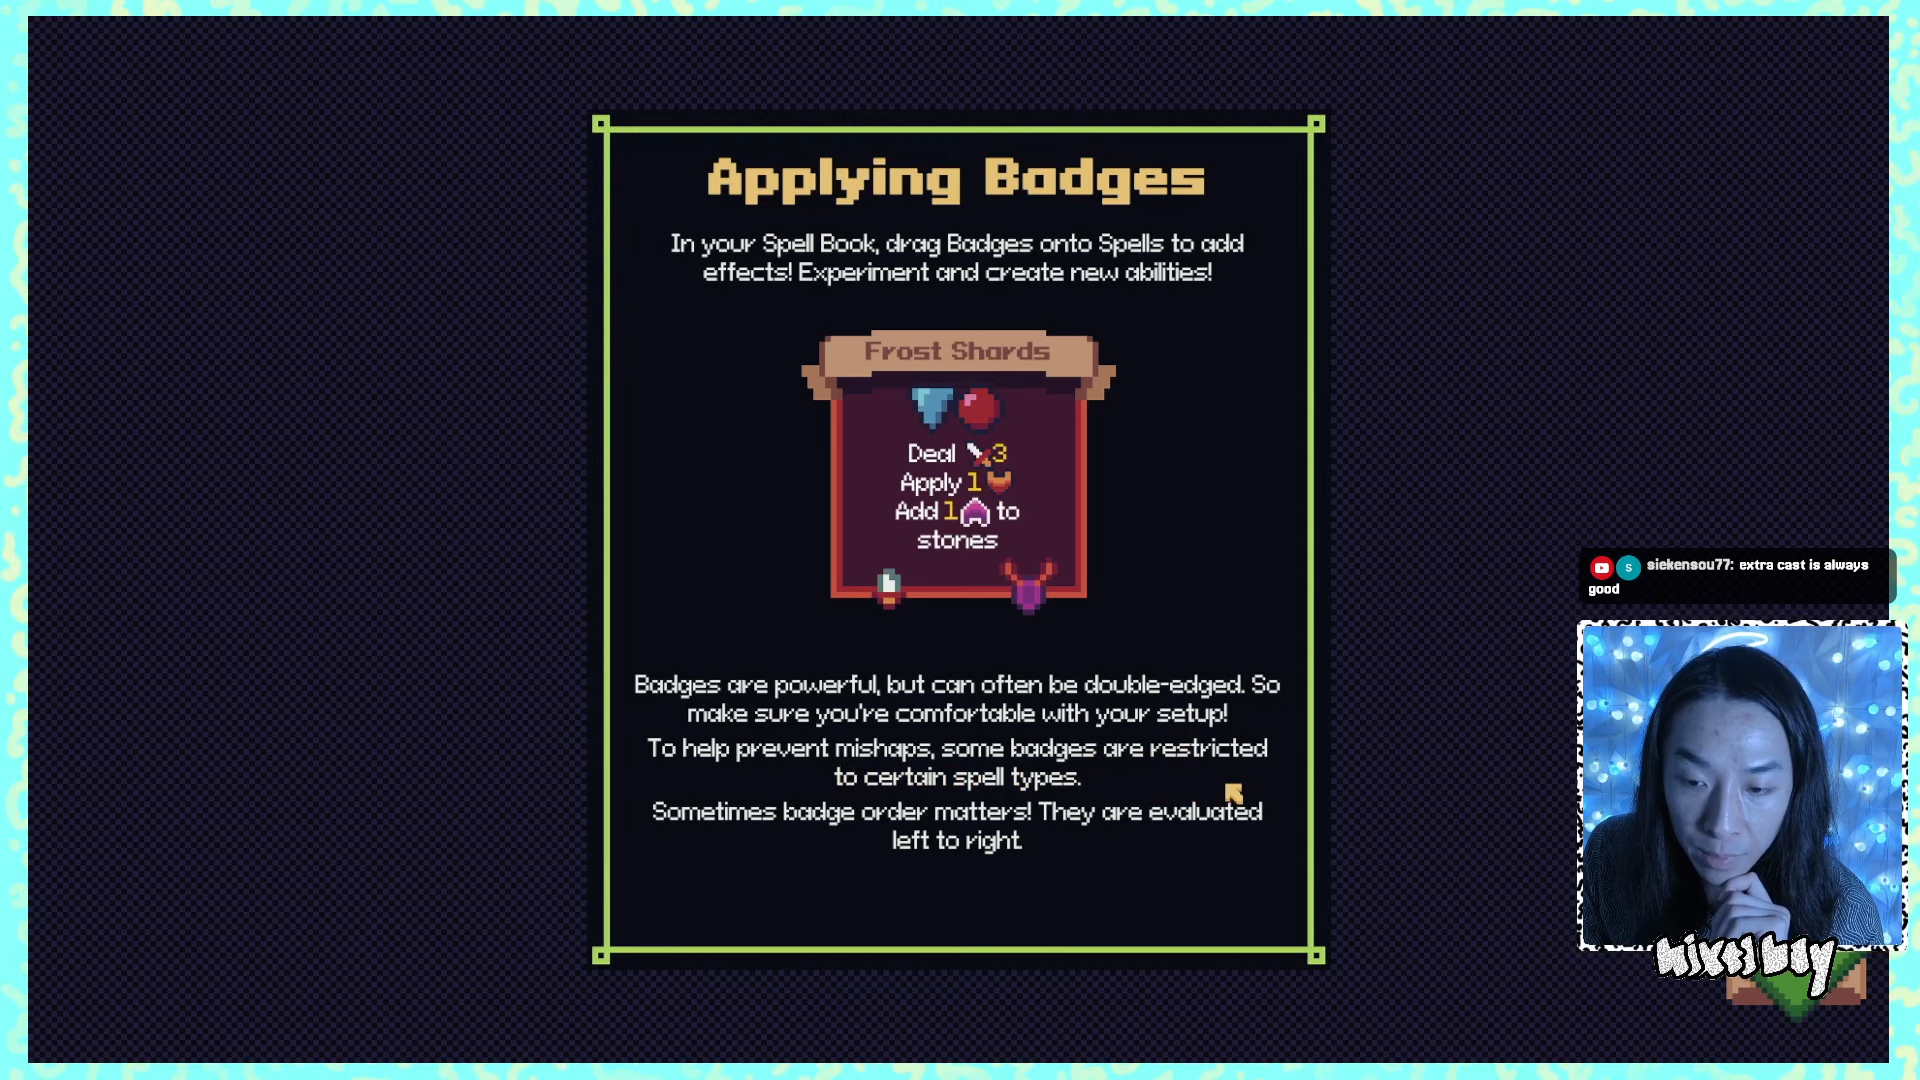 Applying Badges
In your Spell Book, drag Badges onto Spells to add
effects! Experiment and create new abilities!
Frost Shards
Deal 3
Apply 1
Add 1 to
stones
Badges are powerful, but can often be double-edged. So
make sure you're comfortable with your setup!
To help prevent mishaps, some badges are restricted
to certain spell types.
Sometimes badge order matters! They are evaluated
left to right.
S siekensou77: extra cast is always
good